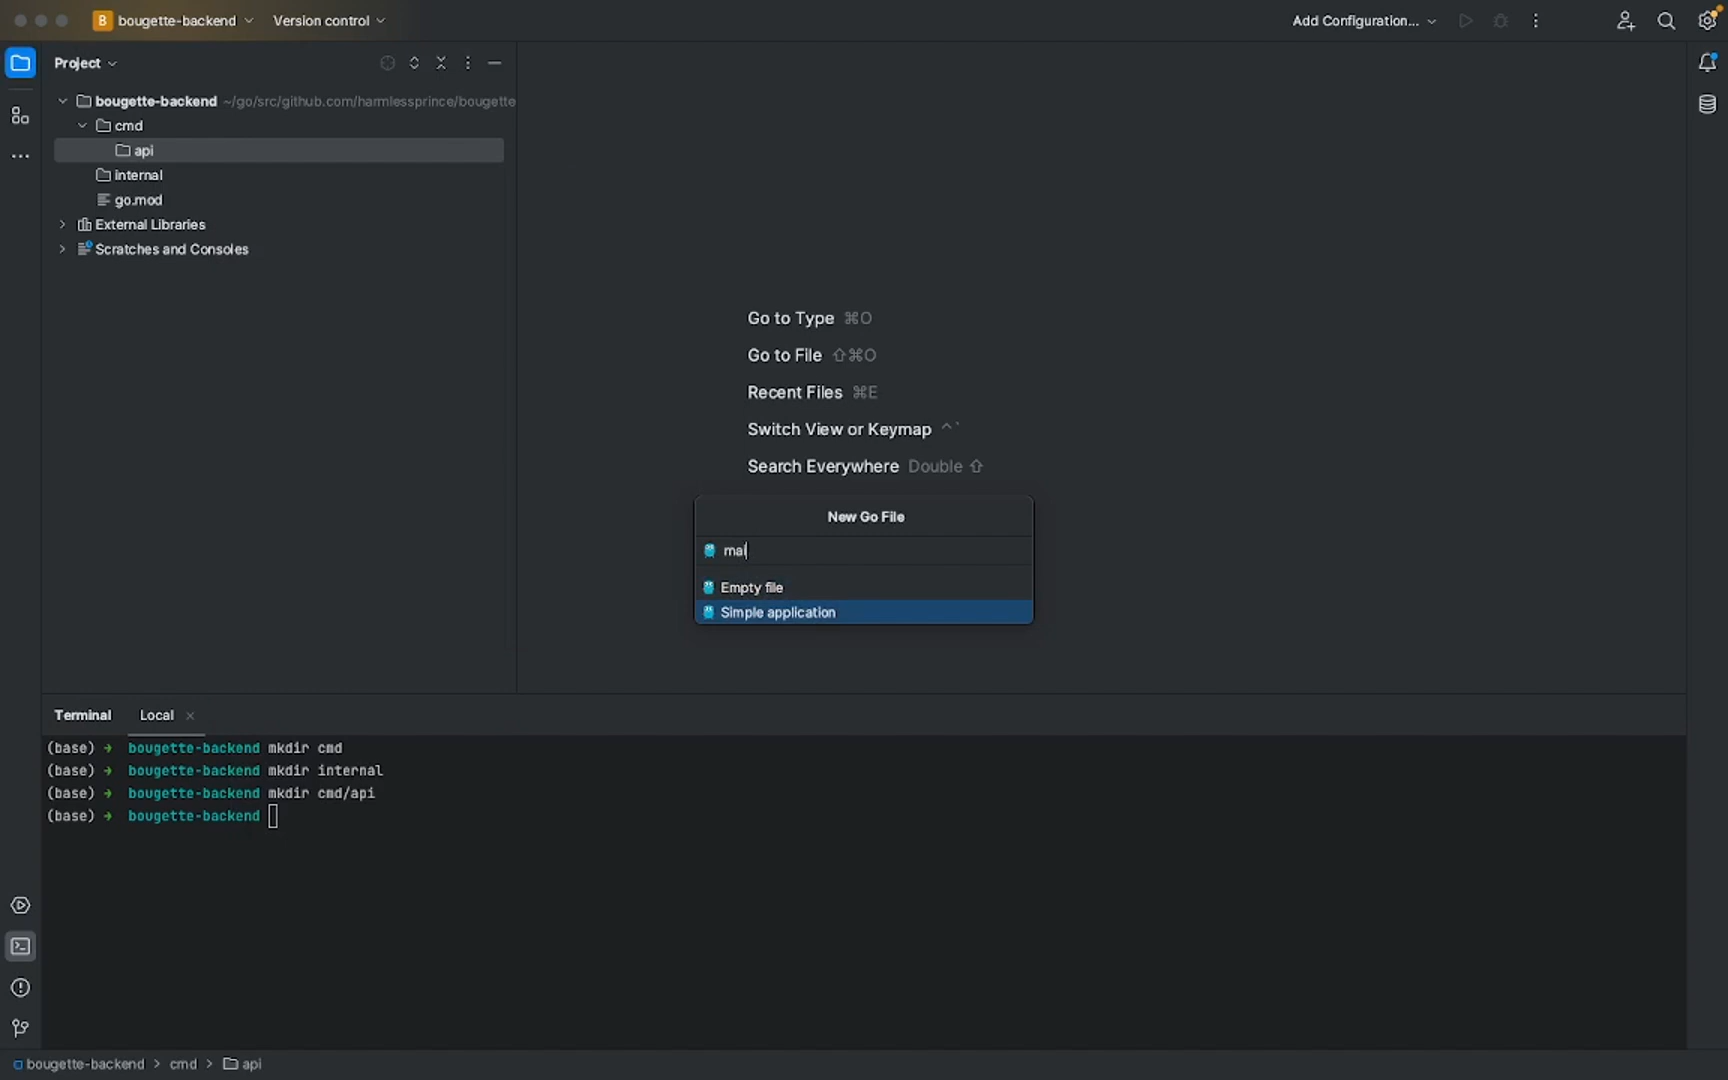 B bougette-backend Version control Add Configuration...
Project
bougette-backend ~/go/src/github.com/harmlessprince/bougette
cmd
api
internal
go.mod
External Libraries
Scratches and Consoles
Go to Type ⌘O
Go to File ⇧⌘O
Recent Files ⌘E
Switch View or Keymap ^`
Search Everywhere Double ⇧
New Go File
mai
Empty file
Simple application
Terminal Local ×
(base) → bougette-backend mkdir cmd
(base) → bougette-backend mkdir internal
(base) → bougette-backend mkdir cmd/api
(base) → bougette-backend
bougette-backend > cmd > api